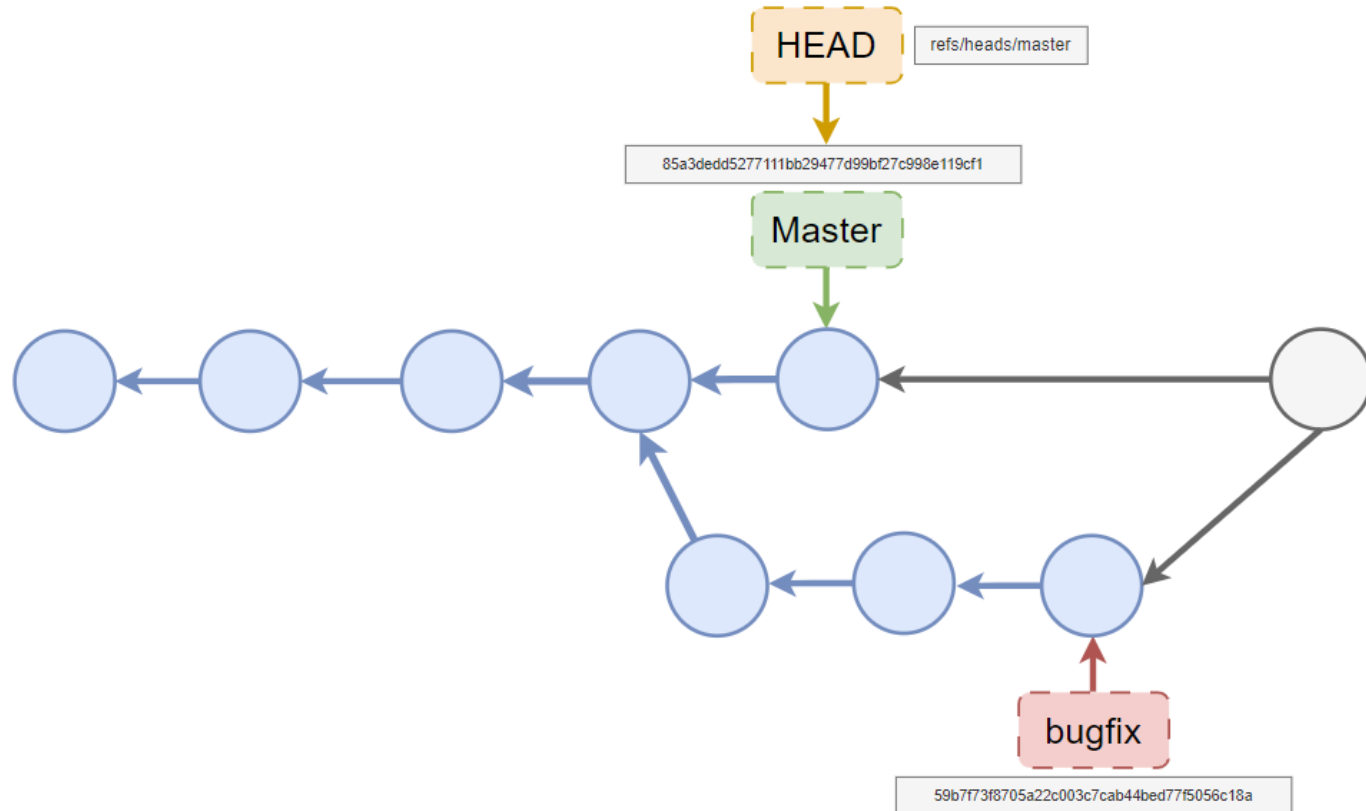 HEAD
refs/heads/master
85a3dedd5277111bb29477d99bf27c998e119cf1
Master
bugfix
59b7f73f8705a22c003c7cab44bed77f5056c18a